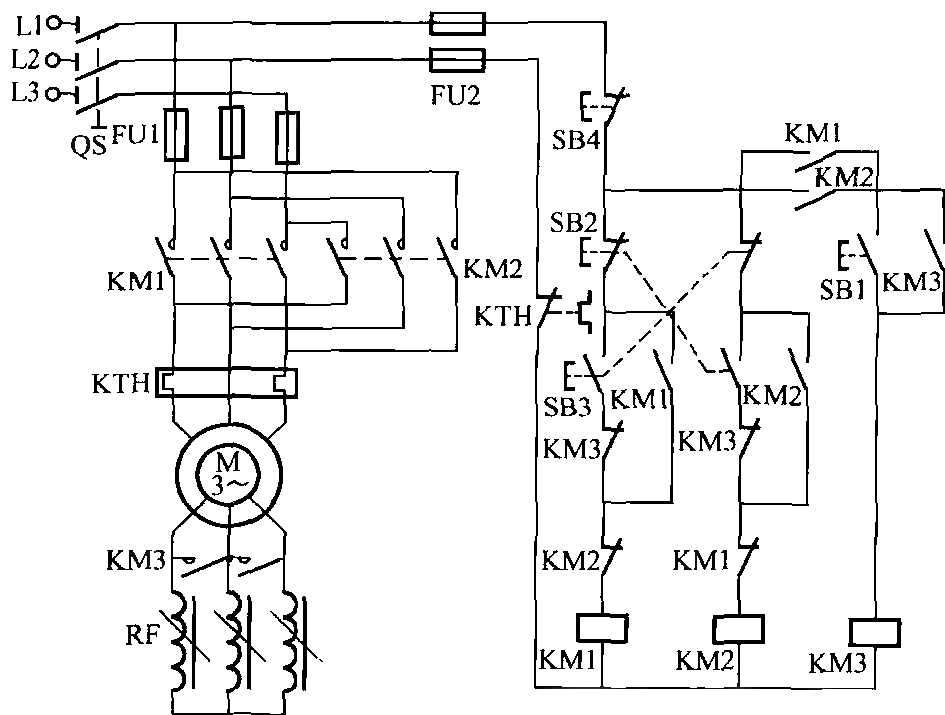 L1
L2
L3
QS
FU1
FU2
SB4
KM1
KM2
SB2
KM1
KM2
KTH
SB1
KM3
KTH
SB3
KM1
KM2
KM3
KM3
M
3～
KM3
KM2
KM1
RF
KM1
KM2
KM3